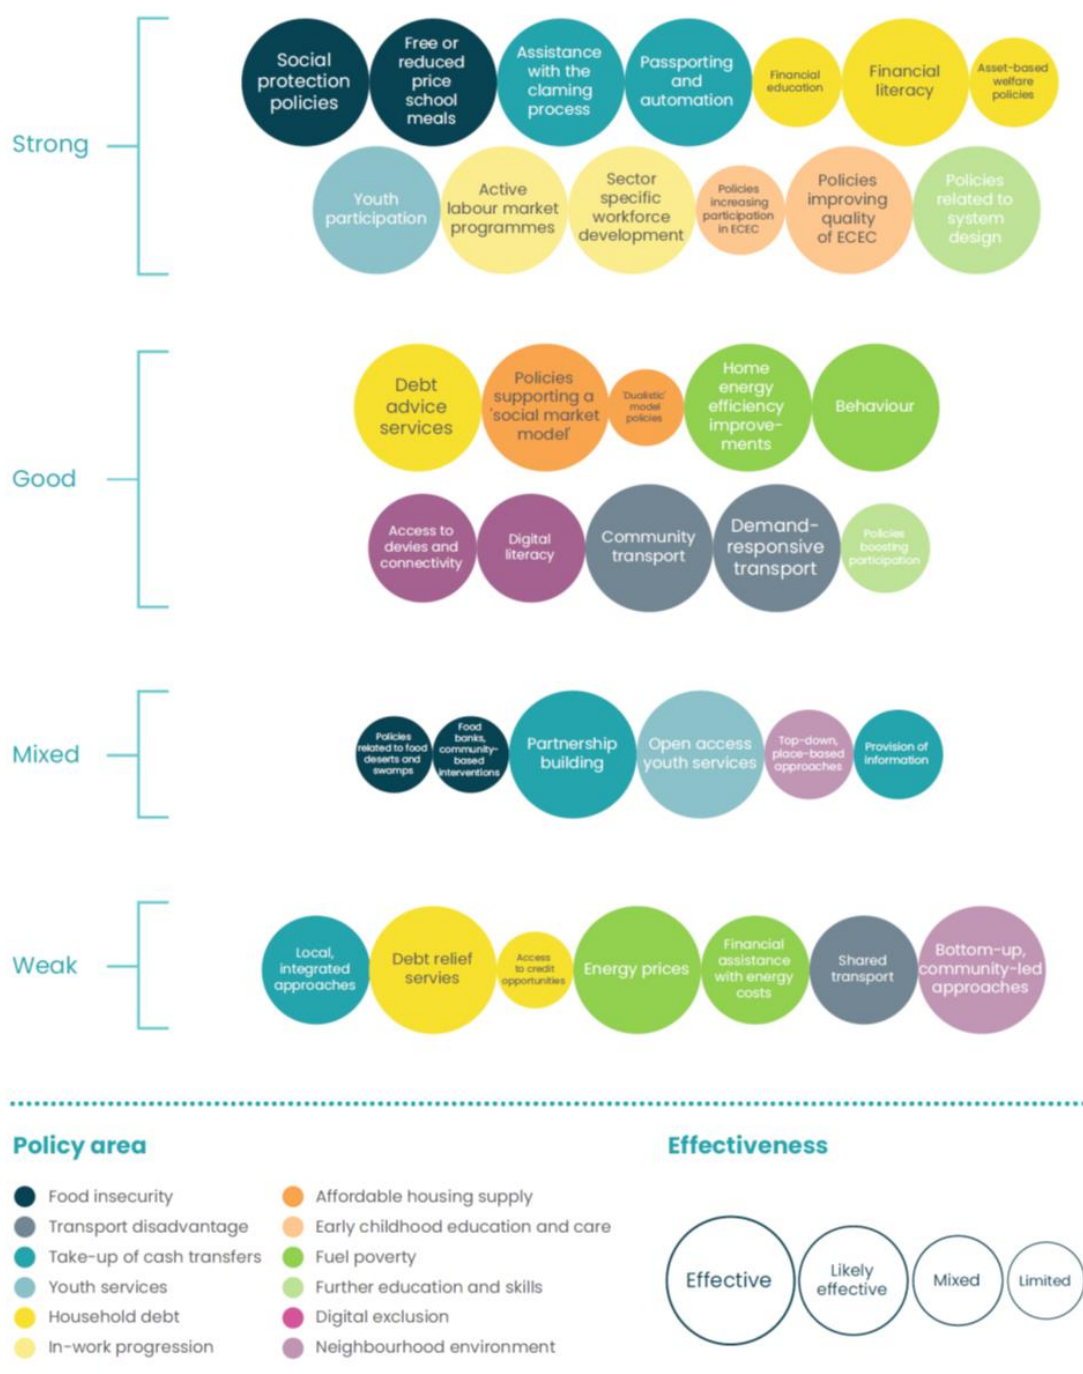 Strong
Social
protection
policies
Free or
reduced
price
school
meals
Assistance
with the
claming
process
Passporting
and
automation
Financial
education
Financial
literacy
Asset-based
welfare
policies
Youth
participation
Active
labour market
programmes
Sector
specific
workforce
development
Policies
increasing
participation
in ECEC
Policies
improving
quality
of ECEC
Policies
related to
system
design
Good
Debt
advice
services
Policies
supporting a
'social market
model'
'Dualistic'
model
policies
Home
energy
efficiency
improve-
ments
Behaviour
Access to
devies and
connectivity
Digital
literacy
Community
transport
Demand-
responsive
transport
Policies
boosting
participation
Mixed
Policies
related to food
deserts and
swamps
Food
banks,
community-
based
interventions
Partnership
building
Open access
youth services
Top-down,
place-based
approaches
Provision of
information
Weak
Local,
integrated
approaches
Debt relief
servies
Access
to credit
opportunities
Energy prices
Financial
assistance
with energy
costs
Shared
transport
Bottom-up,
community-led
approaches
Policy area
Food insecurity
Transport disadvantage
Take-up of cash transfers
Youth services
Household debt
In-work progression
Affordable housing supply
Early childhood education and care
Fuel poverty
Further education and skills
Digital exclusion
Neighbourhood environment
Effectiveness
Effective
Likely
effective
Mixed
Limited